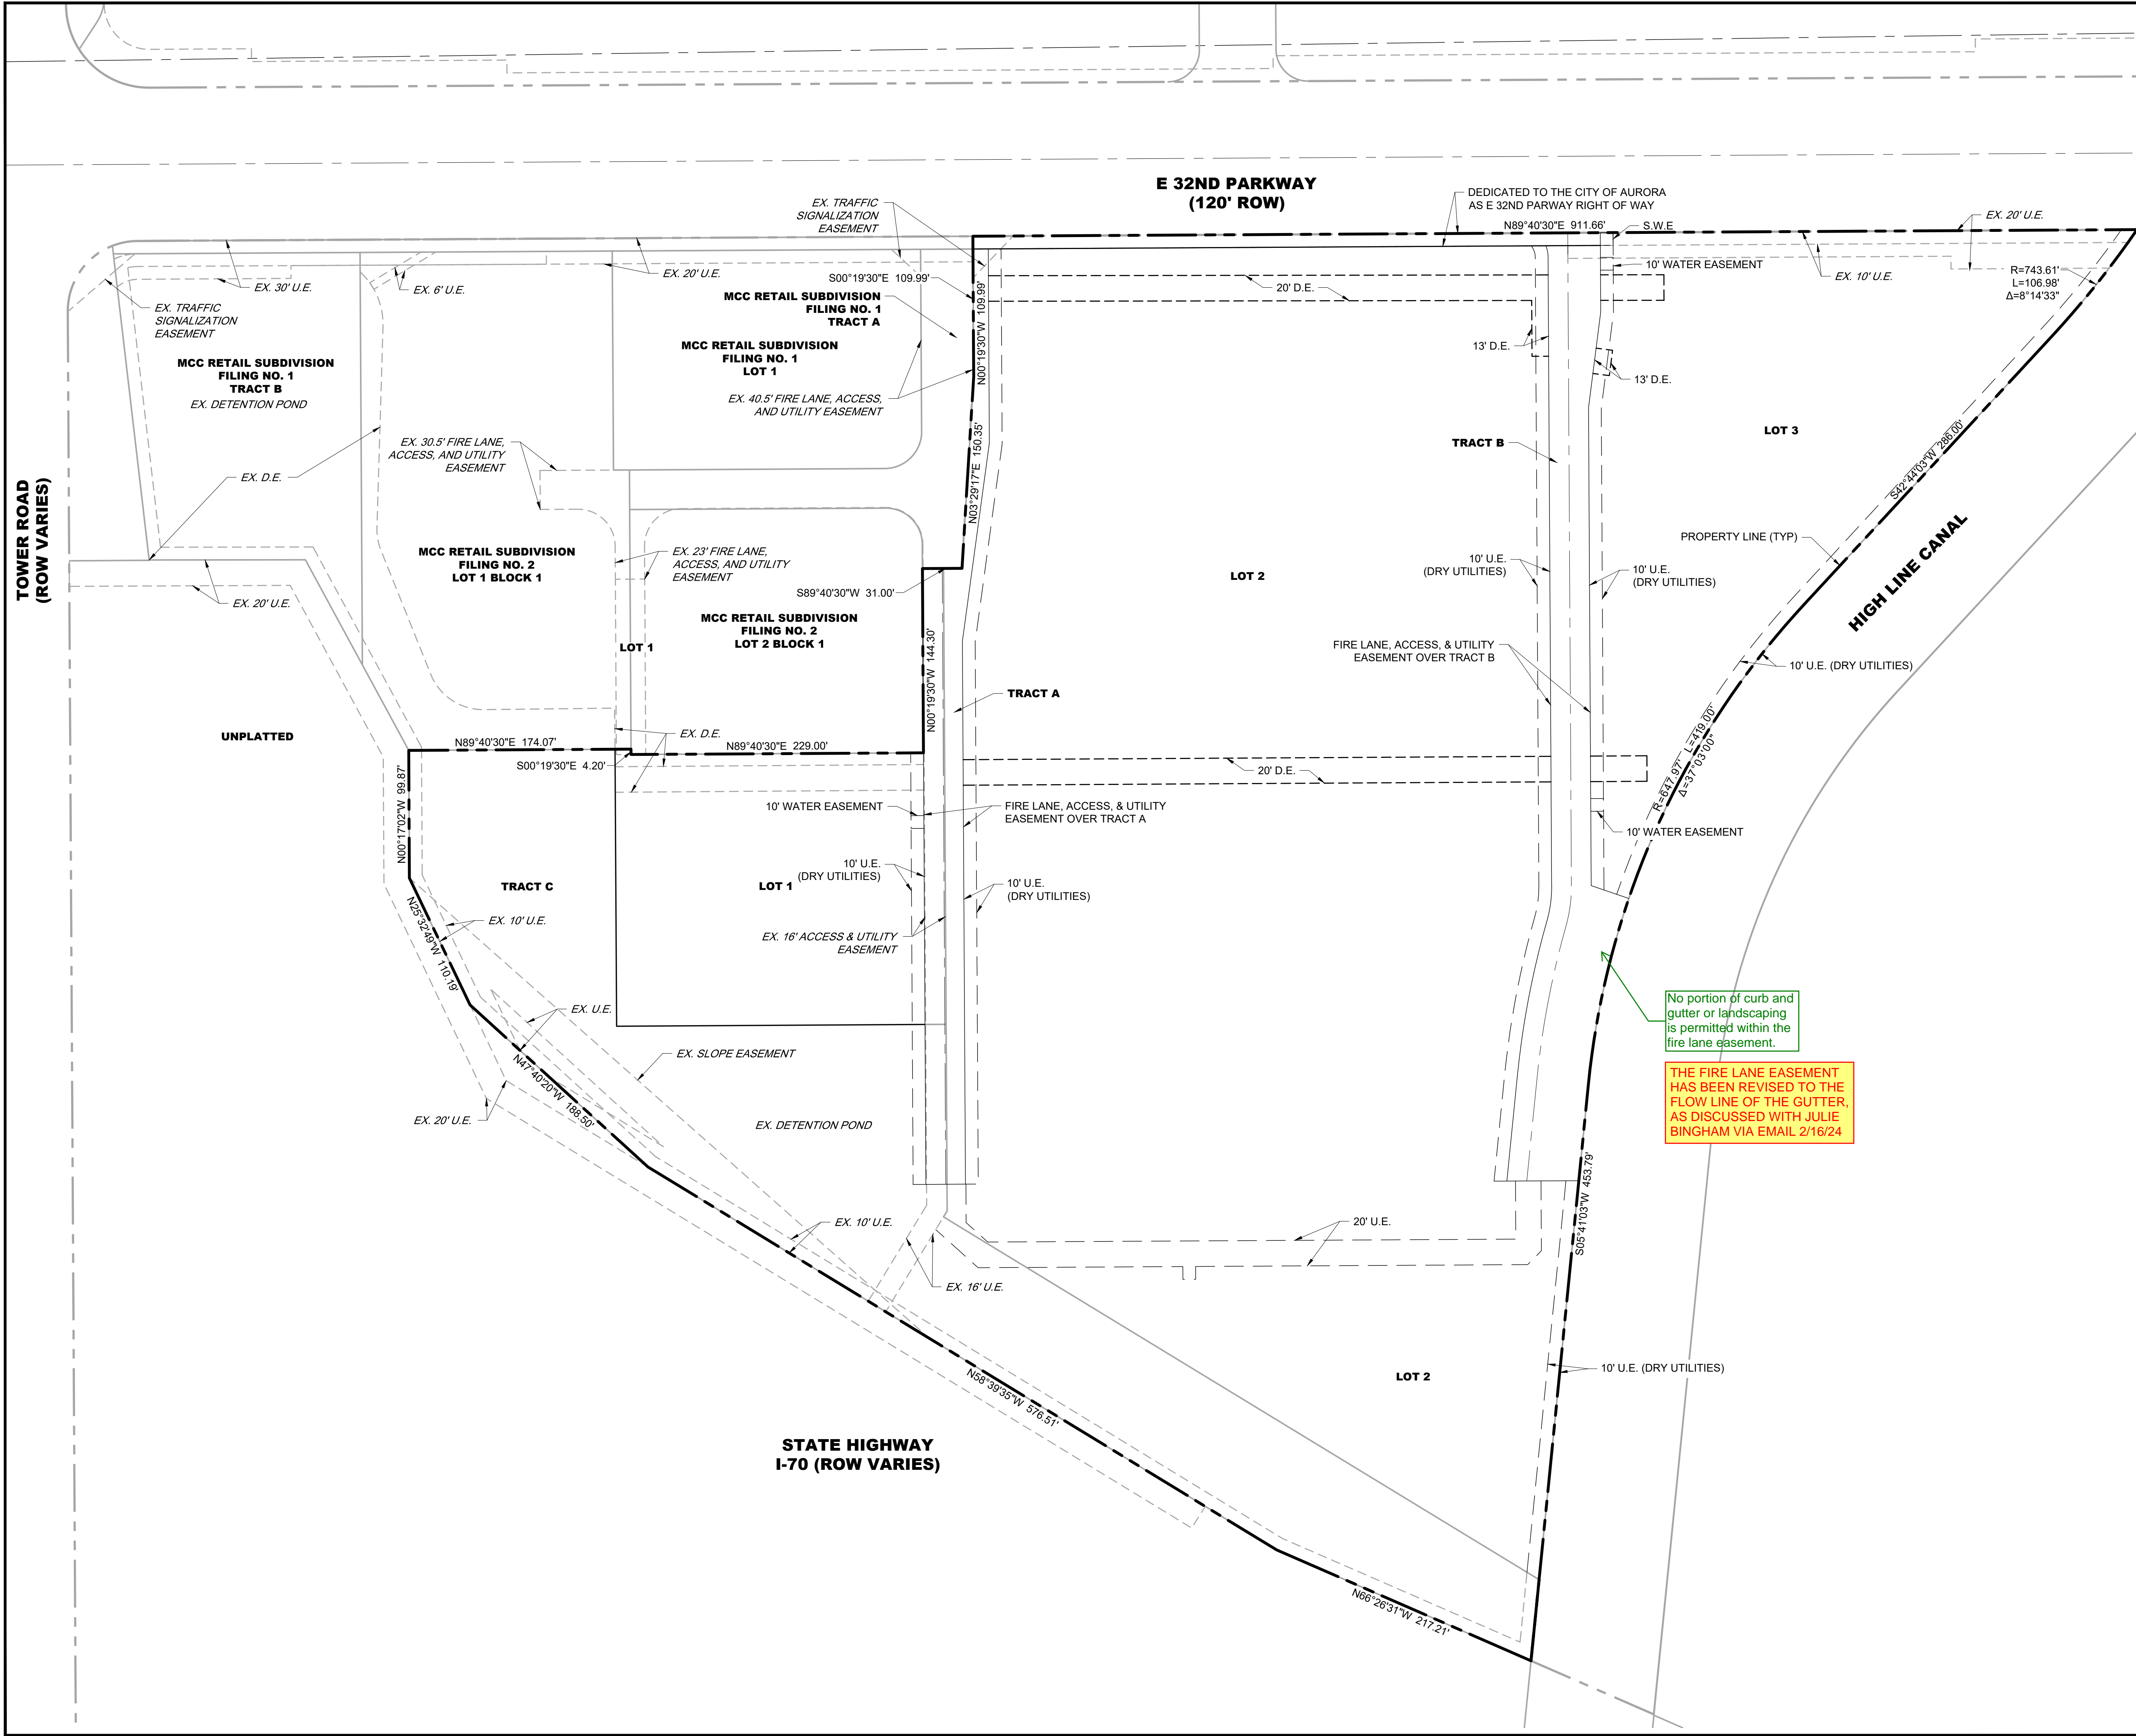 E 32ND PARKWAY
(120' ROW)
DEDICATED TO THE CITY OF AURORA
AS E 32ND PARWAY RIGHT OF WAY
N89°40'30"E 911.66'
S.W.E
EX. 20' U.E.
EX. TRAFFIC
SIGNALIZATION
EASEMENT
10' WATER EASEMENT
EX. 10' U.E.
R=743.61'
L=106.98'
Δ=8°14'33"
EX. 20' U.E.
S00°19'30"E 109.99'
EX. 30' U.E.
EX. 6' U.E.
20' D.E.
MCC RETAIL SUBDIVISION
FILING NO. 1
TRACT A
N00°19'30"W 109.99'
EX. TRAFFIC
SIGNALIZATION
EASEMENT
MCC RETAIL SUBDIVISION
FILING NO. 1
LOT 1
13' D.E.
MCC RETAIL SUBDIVISION
FILING NO. 1
TRACT B
EX. DETENTION POND
13' D.E.
EX. 40.5' FIRE LANE, ACCESS,
AND UTILITY EASEMENT
LOT 3
TRACT B
EX. 30.5' FIRE LANE,
ACCESS, AND UTILITY
EASEMENT
N03°29'17"E 150.35'
S42°44'03"W 286.00'
EX. D.E.
TOWER ROAD
(ROW VARIES)
PROPERTY LINE (TYP)
HIGH LINE CANAL
MCC RETAIL SUBDIVISION
FILING NO. 2
LOT 1 BLOCK 1
EX. 23' FIRE LANE,
ACCESS, AND UTILITY
EASEMENT
10' U.E.
(DRY UTILITIES)
10' U.E.
(DRY UTILITIES)
LOT 2
S89°40'30"W 31.00'
EX. 20' U.E.
MCC RETAIL SUBDIVISION
FILING NO. 2
LOT 2 BLOCK 1
LOT 1
N00°19'30"W 144.30'
FIRE LANE, ACCESS, & UTILITY
EASEMENT OVER TRACT B
10' U.E. (DRY UTILITIES)
TRACT A
UNPLATTED
EX. D.E.
N89°40'30"E 174.07'
N89°40'30"E 229.00'
S00°19'30"E 4.20'
R=647.97' L=419.00'
Δ=37°03'00"
20' D.E.
N00°17'02"W 99.87'
10' WATER EASEMENT
FIRE LANE, ACCESS, & UTILITY
EASEMENT OVER TRACT A
10' WATER EASEMENT
10' U.E.
(DRY UTILITIES)
TRACT C
LOT 1
10' U.E.
(DRY UTILITIES)
EX. 10' U.E.
N25°32'49"W 110.19'
EX. 16' ACCESS & UTILITY
EASEMENT
EX. U.E.
No portion of curb and
gutter or landscaping
is permitted within the
fire lane easement.
EX. SLOPE EASEMENT
N47°40'20"W 188.50'
THE FIRE LANE EASEMENT
HAS BEEN REVISED TO THE
FLOW LINE OF THE GUTTER,
AS DISCUSSED WITH JULIE
BINGHAM VIA EMAIL 2/16/24
EX. 20' U.E.
EX. DETENTION POND
S05°41'03"W 453.79'
EX. 10' U.E.
20' U.E.
EX. 16' U.E.
N58°39'35"W 576.51'
LOT 2
10' U.E. (DRY UTILITIES)
STATE HIGHWAY
I-70 (ROW VARIES)
N66°26'31"W 217.21'